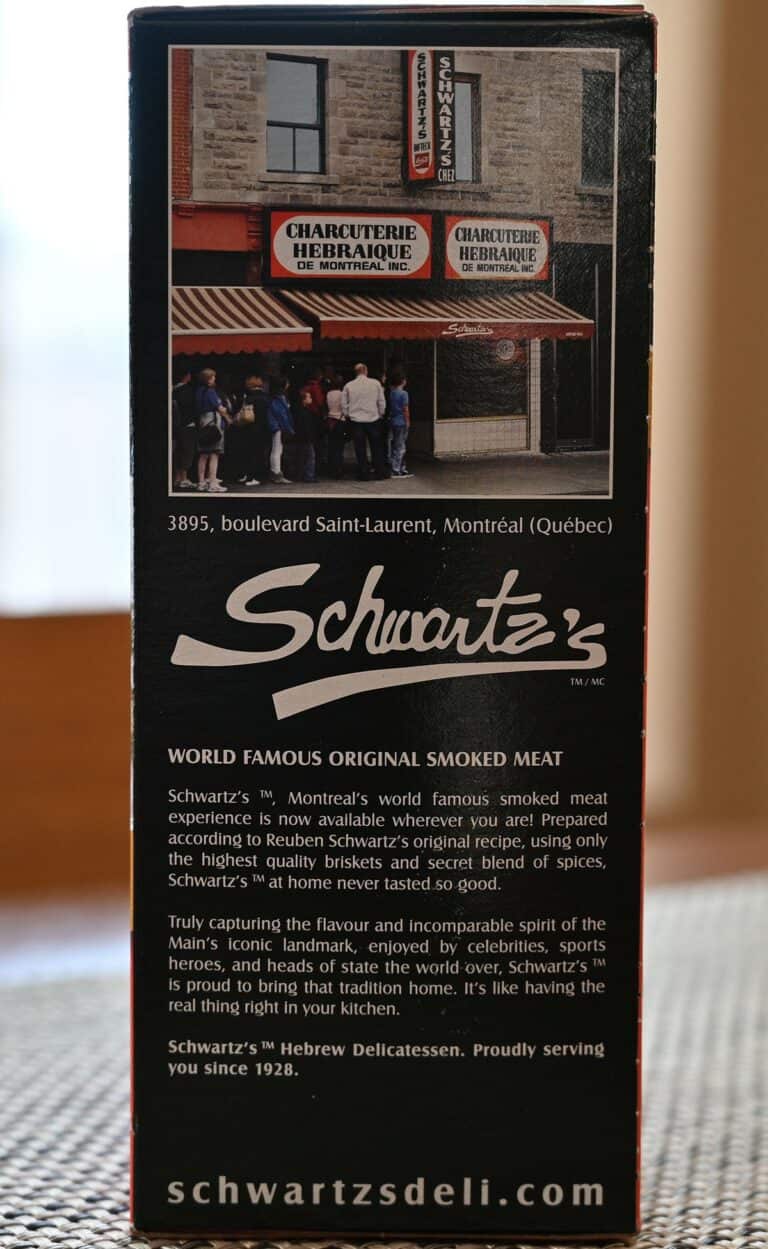 SCHWARTZ'S
SCHWARTZ'S
CHEZ
CHARCUTERIE
HEBRAIQUE
DE MONTRÉAL INC.
CHARCUTERIE
HEBRAIQUE
DE MONTRÉAL INC.
Schwartz's
3895, boulevard Saint-Laurent, Montréal (Québec)
Schwartz's
TM / MC
WORLD FAMOUS ORIGINAL SMOKED MEAT
Schwartz's ™, Montreal's world famous smoked meat
experience is now available wherever you are! Prepared
according to Reuben Schwartz's original recipe, using only
the highest quality briskets and secret blend of spices,
Schwartz's ™ at home never tasted so good.
Truly capturing the flavour and incomparable spirit of the
Main's iconic landmark, enjoyed by celebrities, sports
heroes, and heads of state the world over, Schwartz's ™
is proud to bring that tradition home. It's like having the
real thing right in your kitchen.
Schwartz's ™ Hebrew Delicatessen. Proudly serving
you since 1928.
schwartzsdeli.com